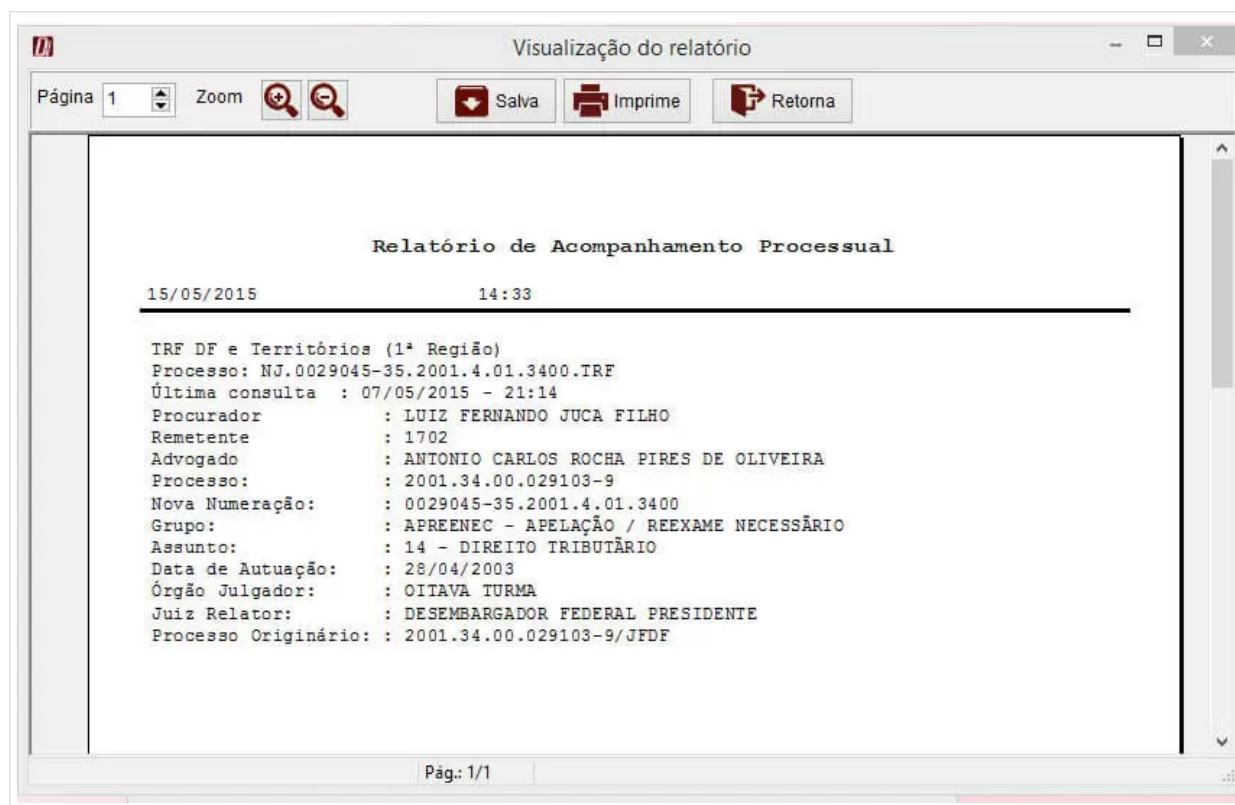 Visualização do relatório
Página 1 Zoom Salva Imprime Retorna
Relatório de Acompanhamento Processual
15/05/2015 14:33
TRF DF e Territórios (1ª Região)
Processo: NJ.0029045-35.2001.4.01.3400.TRF
Última consulta : 07/05/2015 - 21:14
Procurador : LUIZ FERNANDO JUCA FILHO
Remetente : 1702
Advogado : ANTONIO CARLOS ROCHA PIRES DE OLIVEIRA
Processo: : 2001.34.00.029103-9
Nova Numeração: : 0029045-35.2001.4.01.3400
Grupo: : APREENEC - APELAÇÃO / REEXAME NECESSÃRIO
Assunto: : 14 - DIREITO TRIBUTÃRIO
Data de Autuação: : 28/04/2003
Órgão Julgador: : OITAVA TURMA
Juiz Relator: : DESEMBARGADOR FEDERAL PRESIDENTE
Processo Originário: : 2001.34.00.029103-9/JFDF
Pág.: 1/1